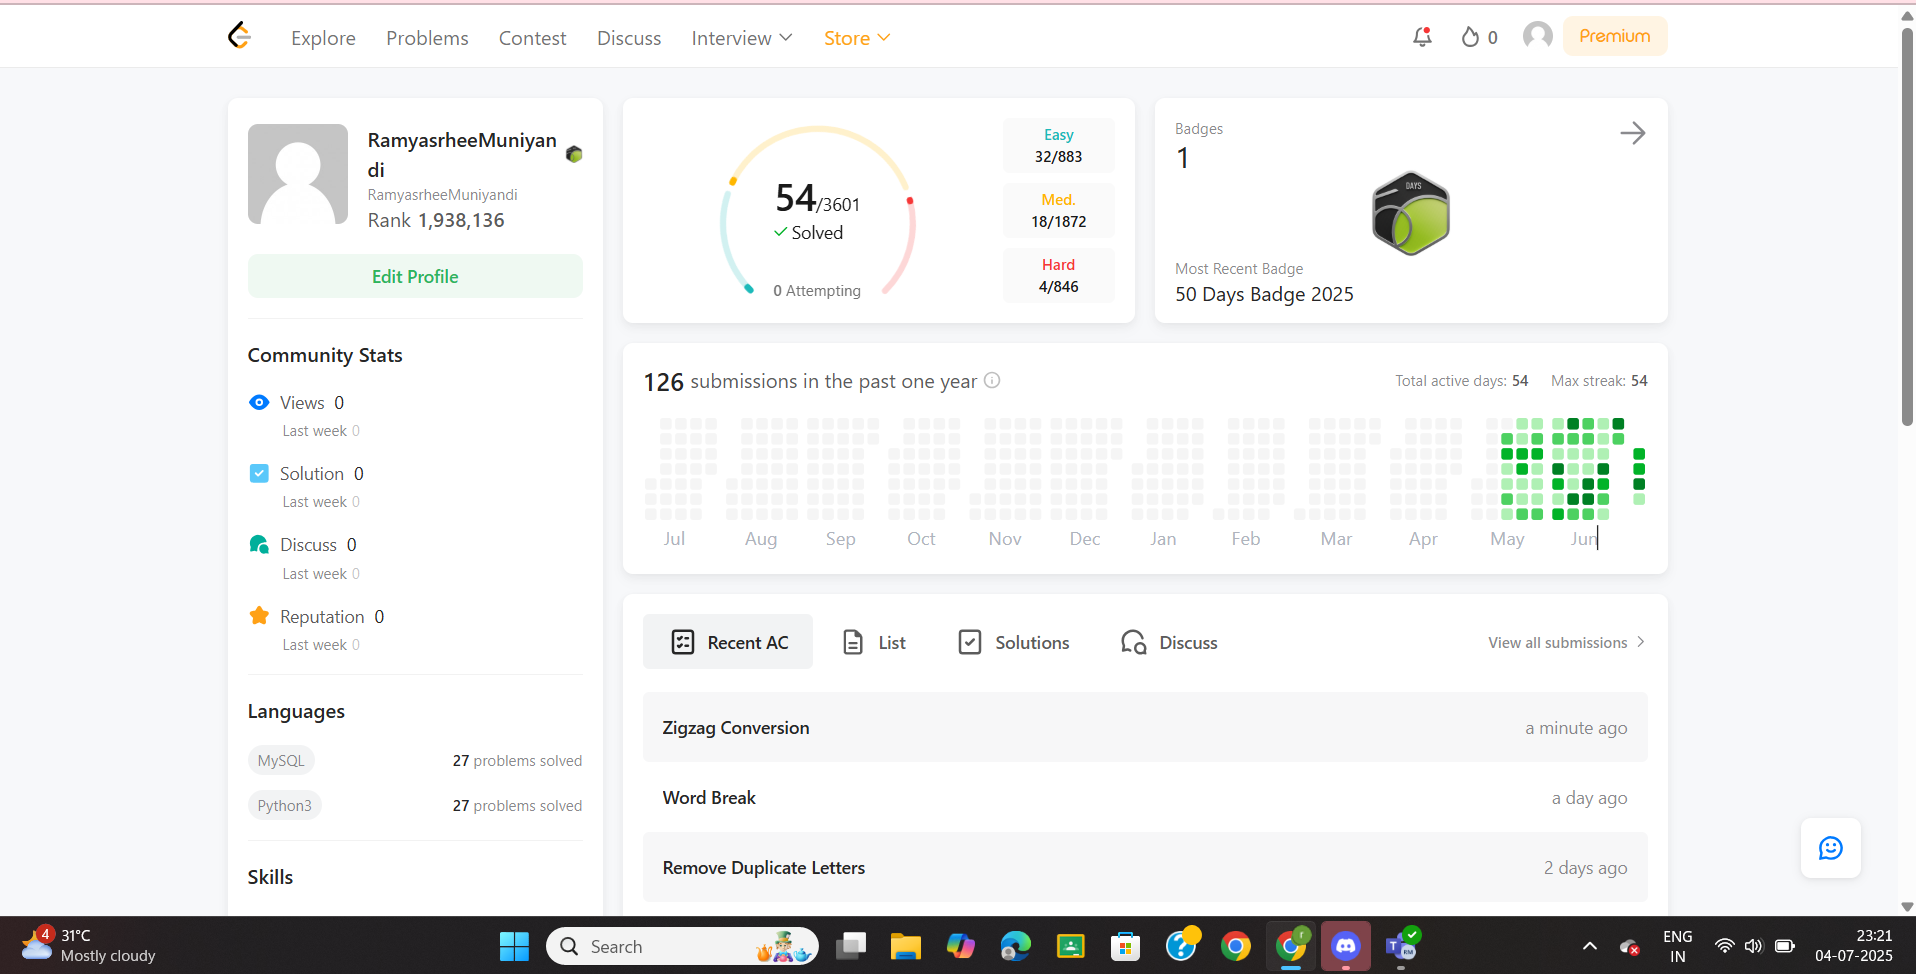 Explore Problems Contest Discuss Interview Store 0 Premium
RamyasrheeMuniyan
di
RamyasrheeMuniyandi
Rank 1,938,136
Edit Profile
Community Stats
Views 0
Last week 0
Solution 0
Last week 0
Discuss 0
Last week 0
Reputation 0
Last week 0
Languages
MySQL 27 problems solved
Python3 27 problems solved
Skills
54/3601
Solved
0 Attempting
Easy
32/883
Med.
18/1872
Hard
4/846
Badges
1
DAYS
Most Recent Badge
50 Days Badge 2025
126 submissions in the past one year Total active days: 54 Max streak: 54
Jul Aug Sep Oct Nov Dec Jan Feb Mar Apr May Jun
Recent AC List Solutions Discuss View all submissions
Zigzag Conversion a minute ago
Word Break a day ago
Remove Duplicate Letters 2 days ago
4
31°C
Mostly cloudy
Search
r
T
RM
ENG
IN
23:21
04-07-2025